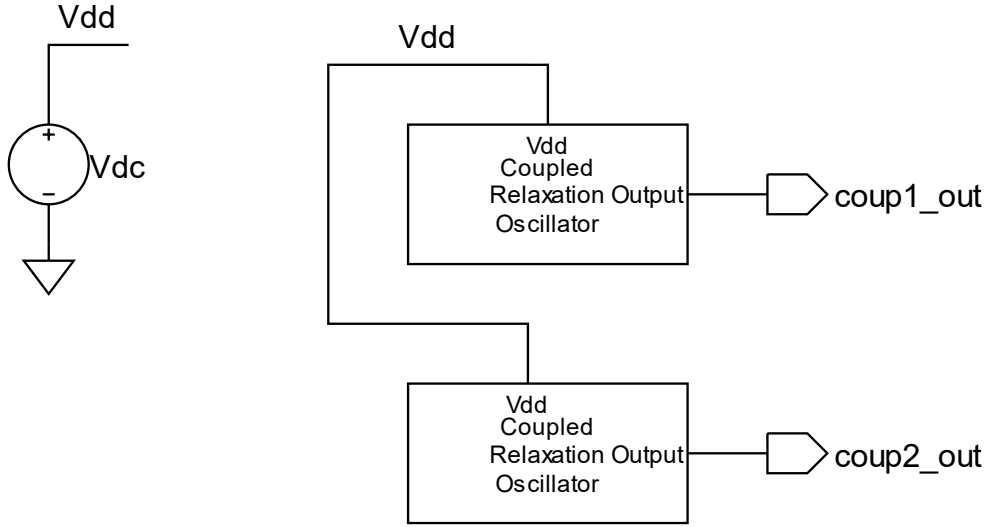 Vdd
Vdd
+
Vdc
−
Vdd
Coupled
Relaxation Output
Oscillator
coup1_out
Vdd
Coupled
Relaxation Output
Oscillator
coup2_out